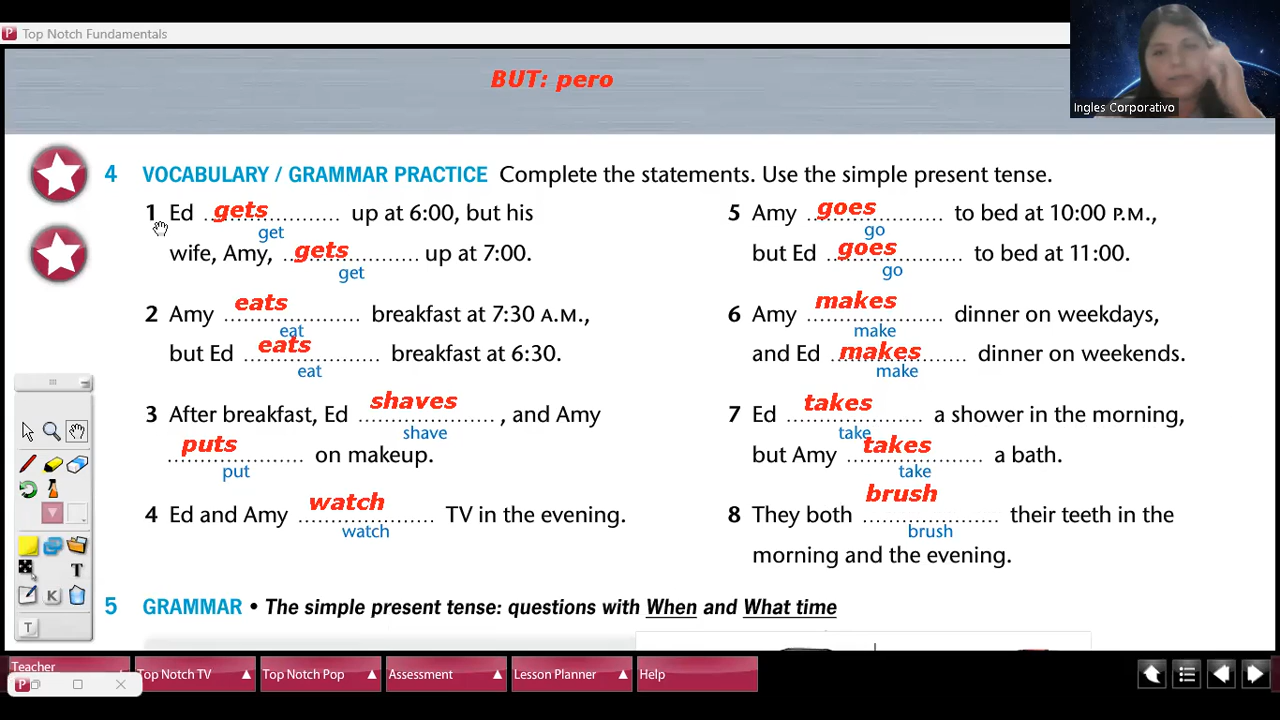 Top Notch Fundamentals
BUT: pero
Ingles Corporativo
4 VOCABULARY / GRAMMAR PRACTICE Complete the statements. Use the simple present tense.
1 Ed gets up at 6:00, but his
get
wife, Amy, gets up at 7:00.
get
2 Amy eats breakfast at 7:30 A.M.,
eat
but Ed eats breakfast at 6:30.
eat
3 After breakfast, Ed shaves, and Amy
shave
puts on makeup.
put
4 Ed and Amy watch TV in the evening.
watch
5 Amy goes to bed at 10:00 P.M.,
go
but Ed goes to bed at 11:00.
go
6 Amy makes dinner on weekdays,
make
and Ed makes dinner on weekends.
make
7 Ed takes a shower in the morning,
take
but Amy takes a bath.
take
8 They both brush their teeth in the
brush
morning and the evening.
5 GRAMMAR • The simple present tense: questions with When and What time
T
K
T
Teacher
Top Notch TV
Top Notch Pop
Assessment
Lesson Planner
Help